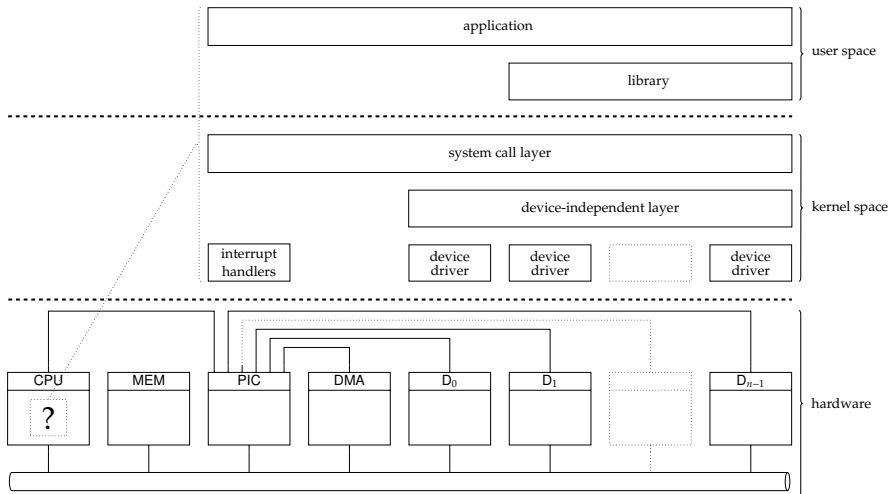 application
user space
library
system call layer
device-independent layer
kernel space
interrupt
handlers
device
driver
device
driver
device
driver
CPU
MEM
PIC
DMA
D₀
D₁
Dₙ₋₁
?
hardware